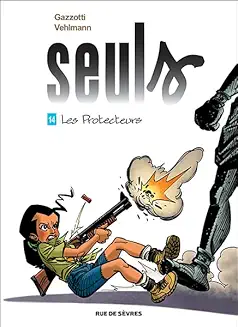 Gazzotti
Vehlmann
seuls
14 Les Protecteurs
RUE DE SÈVRES